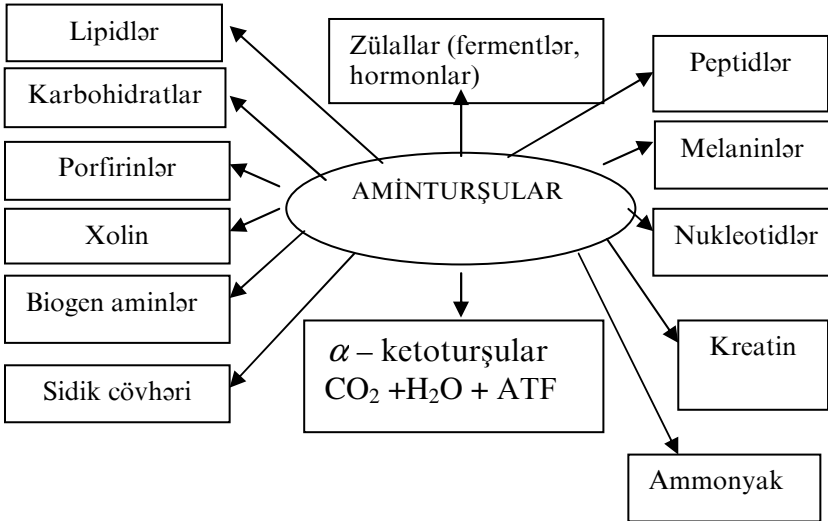 Lipidlər
Zülallar (fermentlər,
hormonlar)
Peptidlər
Karbohidratlar
Melaninlər
Porfirinlər
AMİNTURŞULAR
Xolin
Nukleotidlər
Biogen aminlər
α – ketoturşular
CO₂ +H₂O + ATF
Kreatin
Sidik cövhəri
Ammonyak